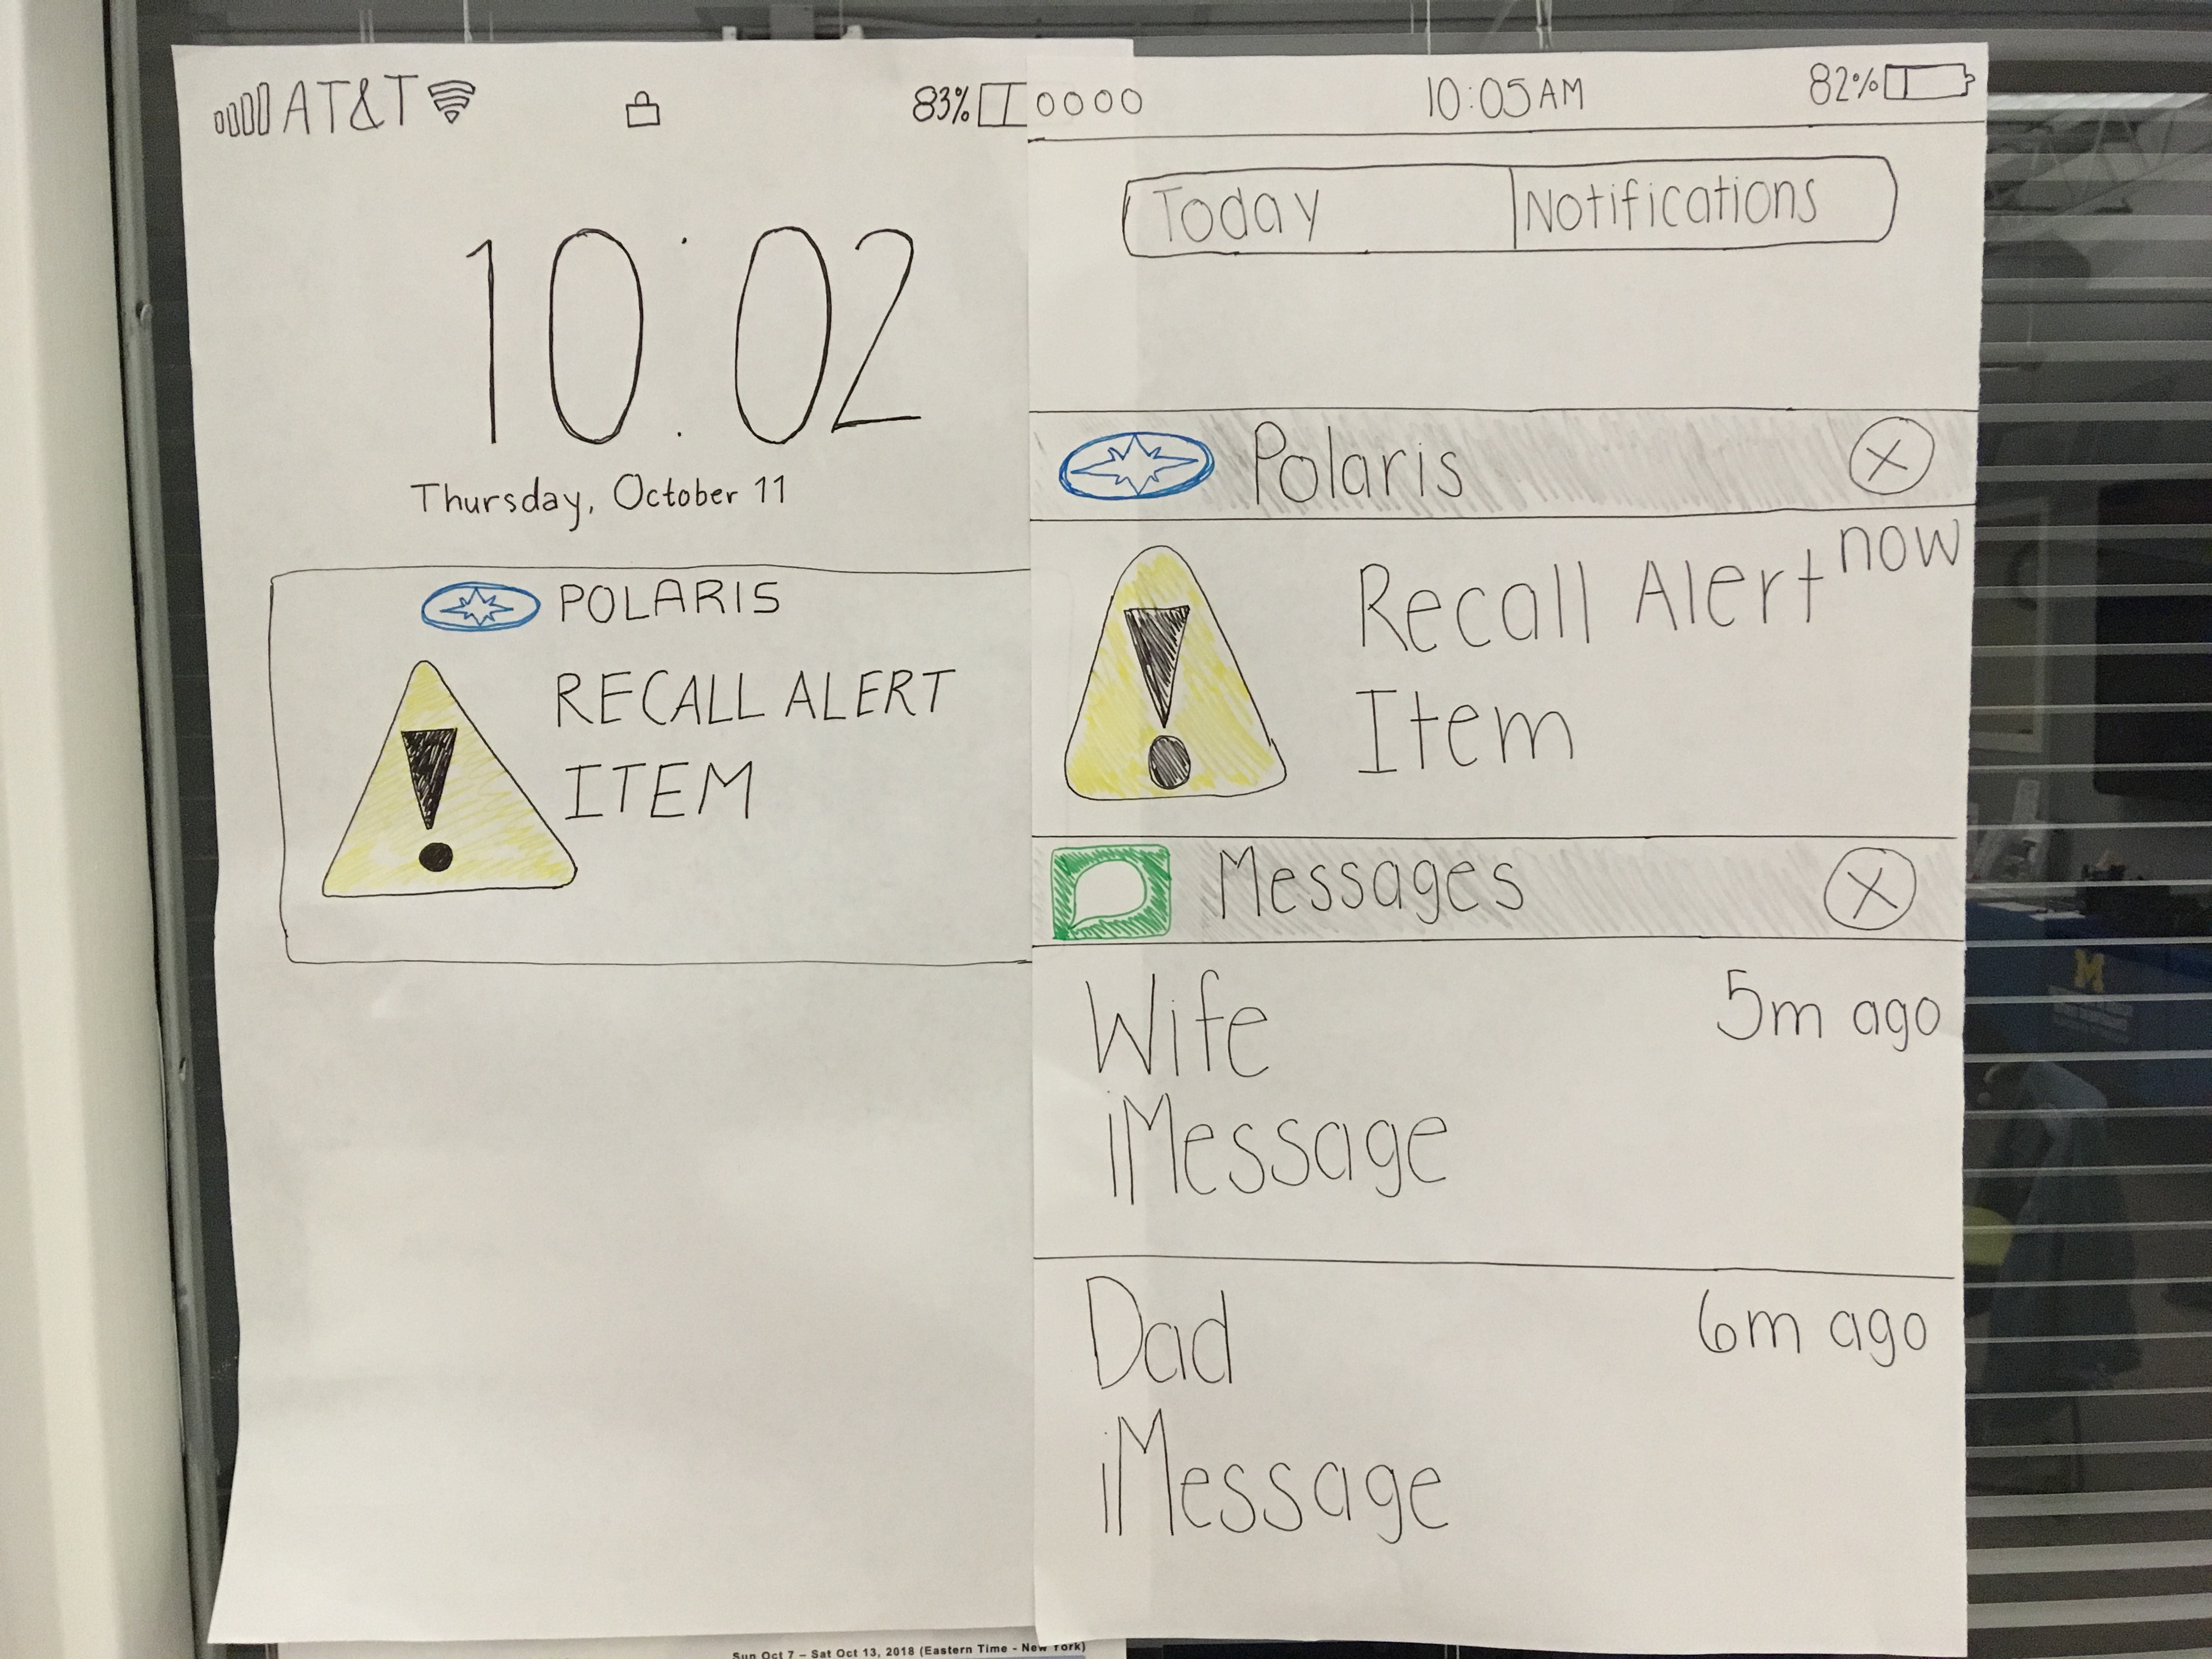 AT&T 83%
10:02
Thursday, October 11
POLARIS
RECALL ALERT
ITEM
10:05AM 82%
Today Notifications
Polaris X
now
Recall Alert
Item
Messages X
Wife 5m ago
iMessage
Dad 6m ago
iMessage
M
Sun Oct 7 – Sat Oct 13, 2018 (Eastern Time - New York)